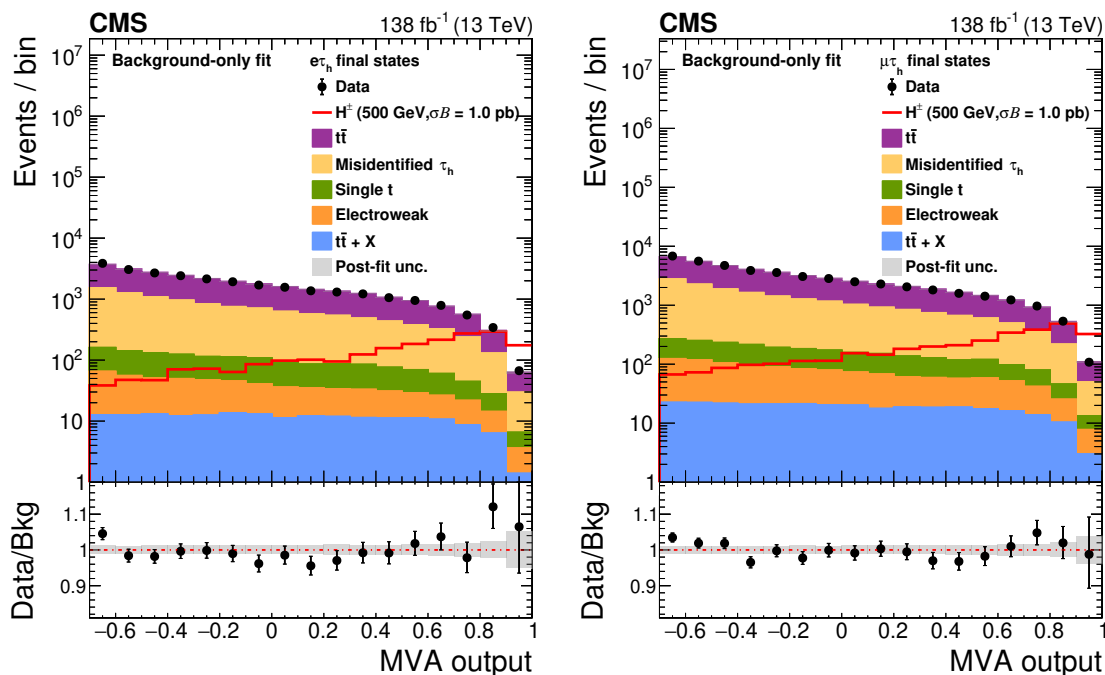 CMS 138 fb⁻¹ (13 TeV)
Background-only fit eτₕ final states
Data
H± (500 GeV,σB = 1.0 pb)
tt̄
Misidentified τₕ
Single t
Electroweak
tt̄ + X
Post-fit unc.
Events / bin
10⁷
10⁶
10⁵
10⁴
10³
10²
10
1
Data/Bkg
1.1
1
0.9
−0.6 −0.4 −0.2 0 0.2 0.4 0.6 0.8 1
MVA output
CMS 138 fb⁻¹ (13 TeV)
Background-only fit μτₕ final states
Data
H± (500 GeV,σB = 1.0 pb)
tt̄
Misidentified τₕ
Single t
Electroweak
tt̄ + X
Post-fit unc.
Events / bin
10⁷
10⁶
10⁵
10⁴
10³
10²
10
1
Data/Bkg
1.1
1
0.9
−0.6 −0.4 −0.2 0 0.2 0.4 0.6 0.8 1
MVA output